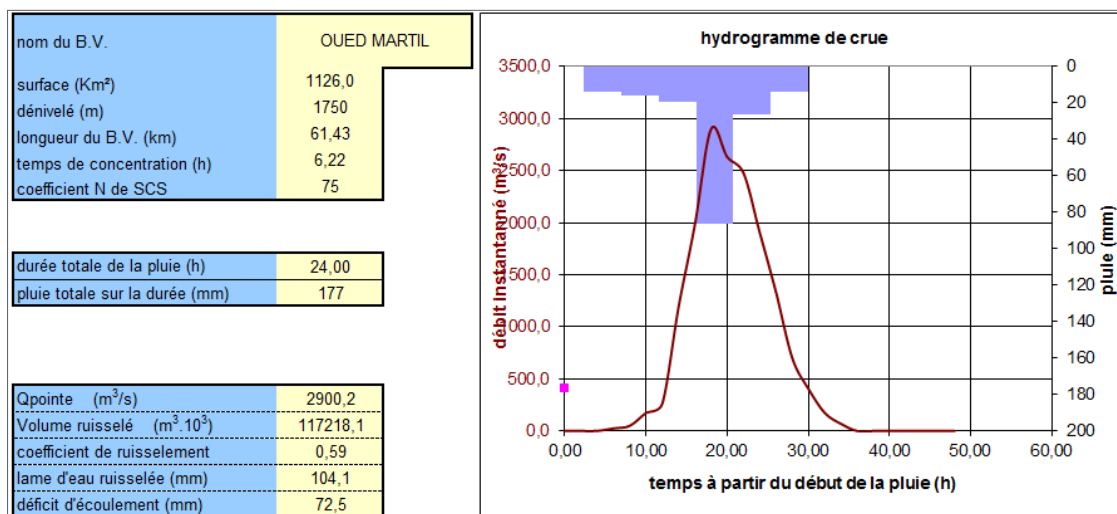 nom du B.V. OUED MARTIL
surface (Km²) 1126,0
dénivelé (m) 1750
longueur du B.V. (km) 61,43
temps de concentration (h) 6,22
coefficient N de SCS 75
durée totale de la pluie (h) 24,00
pluie totale sur la durée (mm) 177
Qpointe (m³/s) 2900,2
Volume ruisselé (m³.10³) 117218,1
coefficient de ruisselement 0,59
lame d'eau ruisselée (mm) 104,1
déficit d'écoulement (mm) 72,5
hydrogramme de crue
débit instantanné (m³/s)
3500,0
3000,0
2500,0
2000,0
1500,0
1000,0
500,0
0,0
0
20
40
60
80
100
120
140
160
180
200
pluie (mm)
0,00 10,00 20,00 30,00 40,00 50,00 60,00
temps à partir du début de la pluie (h)